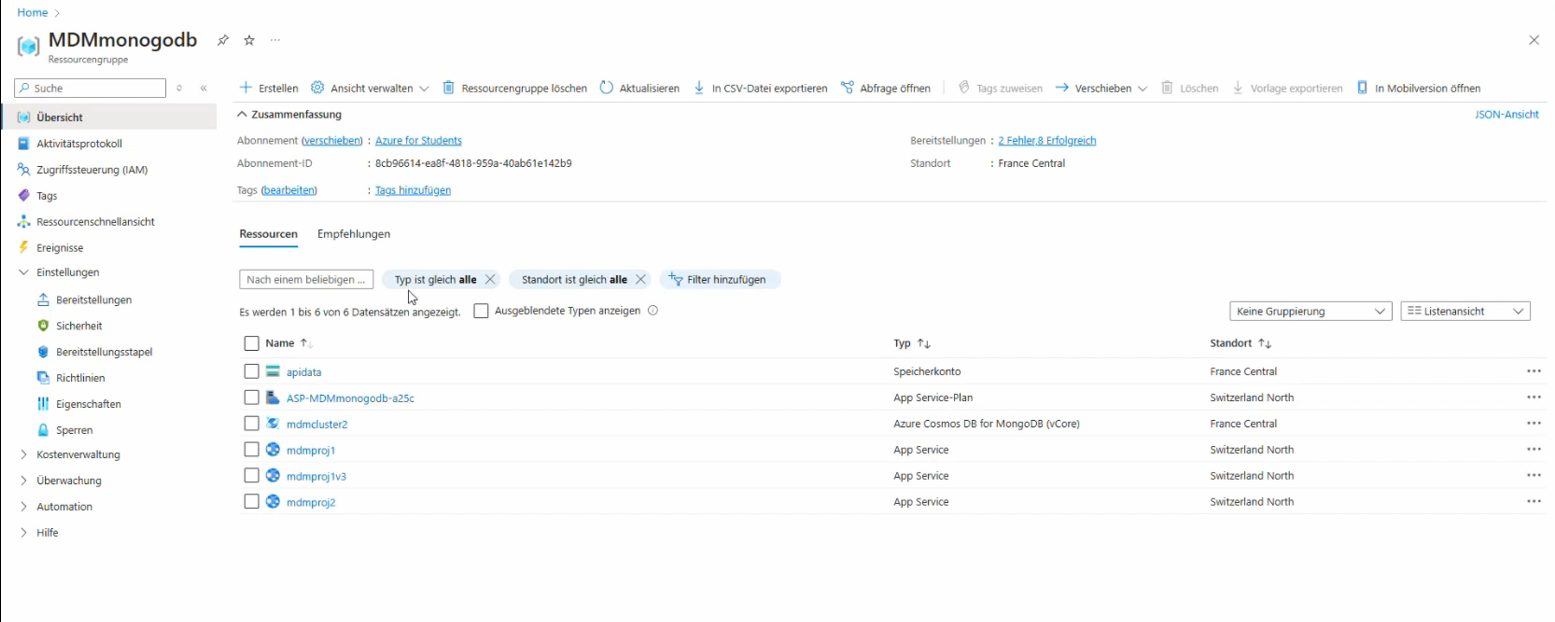 Home
MDMmonogodb
Ressourcengruppe
Suche
Erstellen Ansicht verwalten Ressourcengruppe löschen Aktualisieren In CSV-Datei exportieren Abfrage öffnen Tags zuweisen Verschieben Löschen Vorlage exportieren In Mobilversion öffnen
Übersicht
Aktivitätsprotokoll
Zugriffssteuerung (IAM)
Tags
Ressourcenschnellansicht
Ereignisse
Einstellungen
Bereitstellungen
Sicherheit
Bereitstellungsstapel
Richtlinien
Eigenschaften
Sperren
Kostenverwaltung
Überwachung
Automation
Hilfe
Zusammenfassung JSON-Ansicht
Abonnement (verschieben) : Azure for Students Bereitstellungen : 2 Fehler,8 Erfolgreich
Abonnement-ID : 8cb96614-ea8f-4818-959a-40ab61e142b9 Standort : France Central
Tags (bearbeiten) : Tags hinzufügen
Ressourcen Empfehlungen
Nach einem beliebigen ... Typ ist gleich alle Standort ist gleich alle Filter hinzufügen
Es werden 1 bis 6 von 6 Datensätzen angezeigt. Ausgeblendete Typen anzeigen Keine Gruppierung Listenansicht
Name Typ Standort
apidata Speicherkonto France Central
ASP-MDMmonogodb-a25c App Service-Plan Switzerland North
mdmcluster2 Azure Cosmos DB for MongoDB (vCore) France Central
mdmproj1 App Service Switzerland North
mdmproj1v3 App Service Switzerland North
mdmproj2 App Service Switzerland North